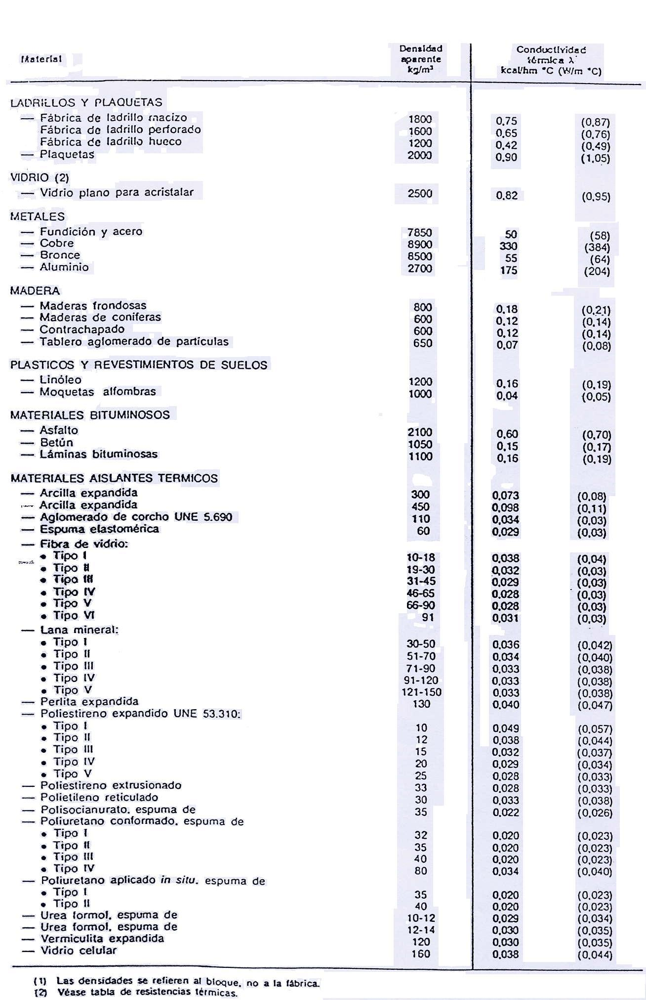 Material Densidad aparente kg/m³ Conductividad térmica λ kcal/hm °C (W/m °C)
LADRILLOS Y PLAQUETAS
— Fábrica de ladrillo macizo 1800 0,75 (0,87)
Fábrica de ladrillo perforado 1600 0,65 (0,76)
Fábrica de ladrillo hueco 1200 0,42 (0,49)
— Plaquetas 2000 0,90 (1,05)
VIDRIO (2)
— Vidrio plano para acristalar 2500 0,82 (0,95)
METALES
— Fundición y acero 7850 50 (58)
— Cobre 8900 330 (384)
— Bronce 8500 55 (64)
— Aluminio 2700 175 (204)
MADERA
— Maderas frondosas 800 0,18 (0,21)
— Maderas de coníferas 600 0,12 (0,14)
— Contrachapado 600 0,12 (0,14)
— Tablero aglomerado de partículas 650 0,07 (0,08)
PLASTICOS Y REVESTIMIENTOS DE SUELOS
— Linóleo 1200 0,16 (0,19)
— Moquetas alfombras 1000 0,04 (0,05)
MATERIALES BITUMINOSOS
— Asfalto 2100 0,60 (0,70)
— Betún 1050 0,15 (0,17)
— Láminas bituminosas 1100 0,16 (0,19)
MATERIALES AISLANTES TERMICOS
— Arcilla expandida 300 0,073 (0,08)
— Arcilla expandida 450 0,098 (0,11)
— Aglomerado de corcho UNE 5.690 110 0,034 (0,03)
— Espuma elastomérica 60 0,029 (0,03)
— Fibra de vidrio:
• Tipo I 10-18 0,038 (0,04)
• Tipo II 19-30 0,032 (0,03)
• Tipo III 31-45 0,029 (0,03)
• Tipo IV 46-65 0,028 (0,03)
• Tipo V 66-90 0,028 (0,03)
• Tipo VI 91 0,031 (0,03)
— Lana mineral:
• Tipo I 30-50 0,036 (0,042)
• Tipo II 51-70 0,034 (0,040)
• Tipo III 71-90 0,033 (0,038)
• Tipo IV 91-120 0,033 (0,038)
• Tipo V 121-150 0,033 (0,038)
— Perlita expandida 130 0,040 (0,047)
— Poliestireno expandido UNE 53.310:
• Tipo I 10 0,049 (0,057)
• Tipo II 12 0,038 (0,044)
• Tipo III 15 0,032 (0,037)
• Tipo IV 20 0,029 (0,034)
• Tipo V 25 0,028 (0,033)
— Poliestireno extrusionado 33 0,028 (0,033)
— Polietileno reticulado 30 0,033 (0,038)
— Polisocianurato, espuma de 35 0,022 (0,026)
— Poliuretano conformado, espuma de
• Tipo I 32 0,020 (0,023)
• Tipo II 35 0,020 (0,023)
• Tipo III 40 0,020 (0,023)
• Tipo IV 80 0,034 (0,040)
— Poliuretano aplicado in situ, espuma de
• Tipo I 35 0,020 (0,023)
• Tipo II 40 0,020 (0,023)
— Urea formol, espuma de 10-12 0,029 (0,034)
— Urea formol, espuma de 12-14 0,030 (0,035)
— Vermiculita expandida 120 0,030 (0,035)
— Vidrio celular 160 0,038 (0,044)
(1) Las densidades se refieren al bloque, no a la fábrica.
(2) Véase tabla de resistencias térmicas.